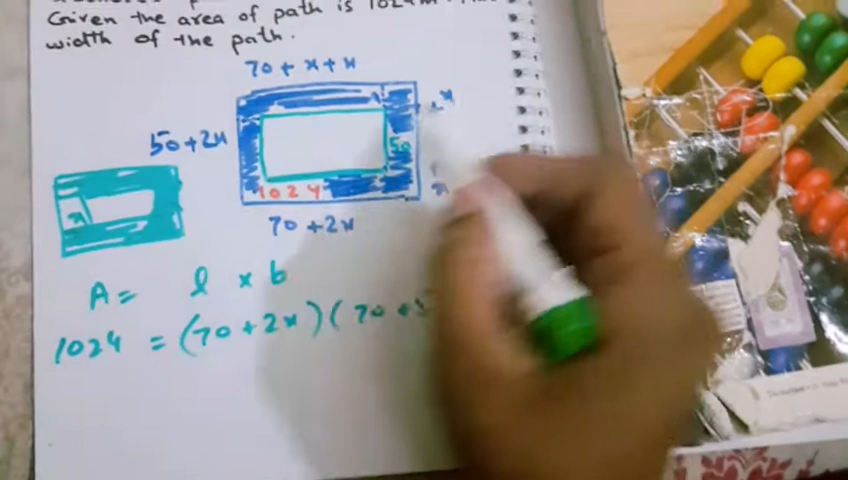 Given the area of path is 1024
width of the path.
70 + x + x
x
50+2x
50
x
1024
70 +2x
A = l x b
1024 = (70+2x)(70 +